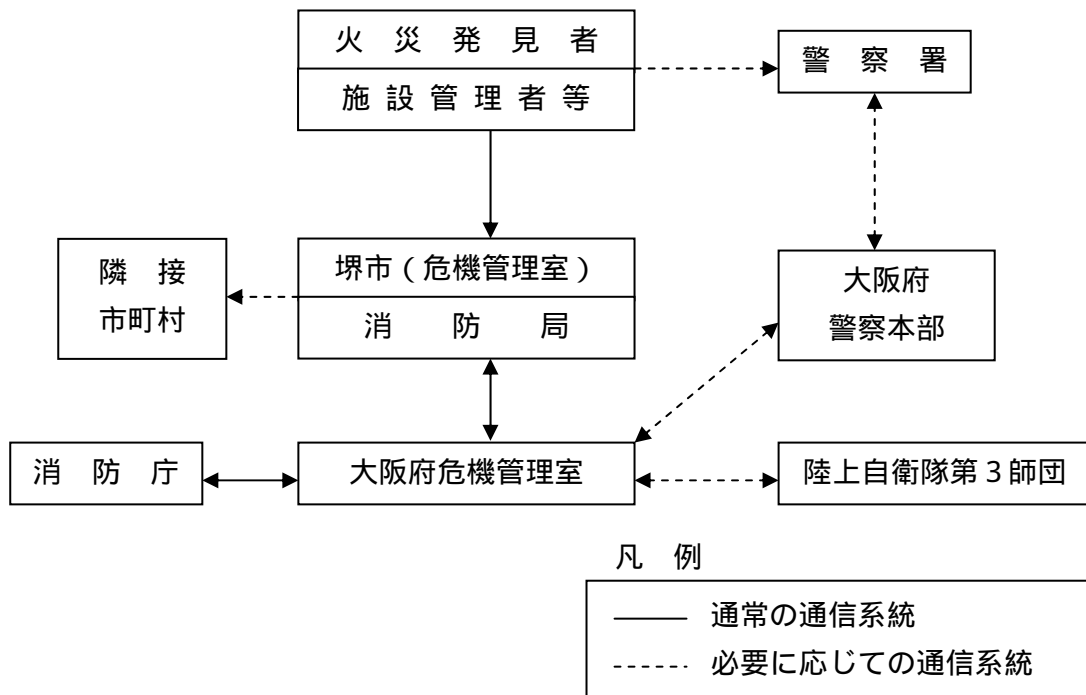 火災発見者
施設管理者等
警察署
隣接
市町村
堺市（危機管理室）
消防局
大阪府
警察本部
消防庁
大阪府危機管理室
陸上自衛隊第３師団
凡例
通常の通信系統
必要に応じての通信系統